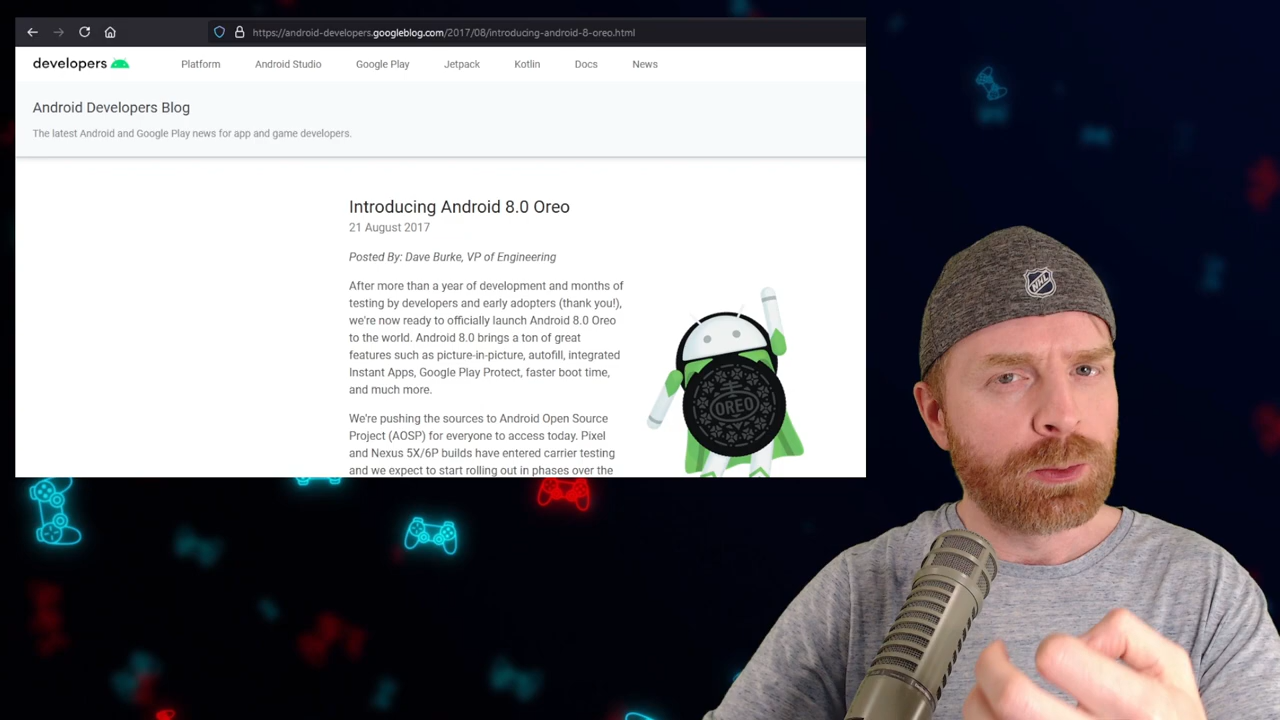 https://android-developers.googleblog.com/2017/08/introducing-android-8-oreo.html
developers
Platform Android Studio Google Play Jetpack Kotlin Docs News
Android Developers Blog
The latest Android and Google Play news for app and game developers.
Introducing Android 8.0 Oreo
21 August 2017
Posted By: Dave Burke, VP of Engineering
After more than a year of development and months of
testing by developers and early adopters (thank you!),
we're now ready to officially launch Android 8.0 Oreo
to the world. Android 8.0 brings a ton of great
features such as picture-in-picture, autofill, integrated
Instant Apps, Google Play Protect, faster boot time,
and much more.
We're pushing the sources to Android Open Source
Project (AOSP) for everyone to access today. Pixel
and Nexus 5X/6P builds have entered carrier testing
and we expect to start rolling out in phases over the
OREO
NHL